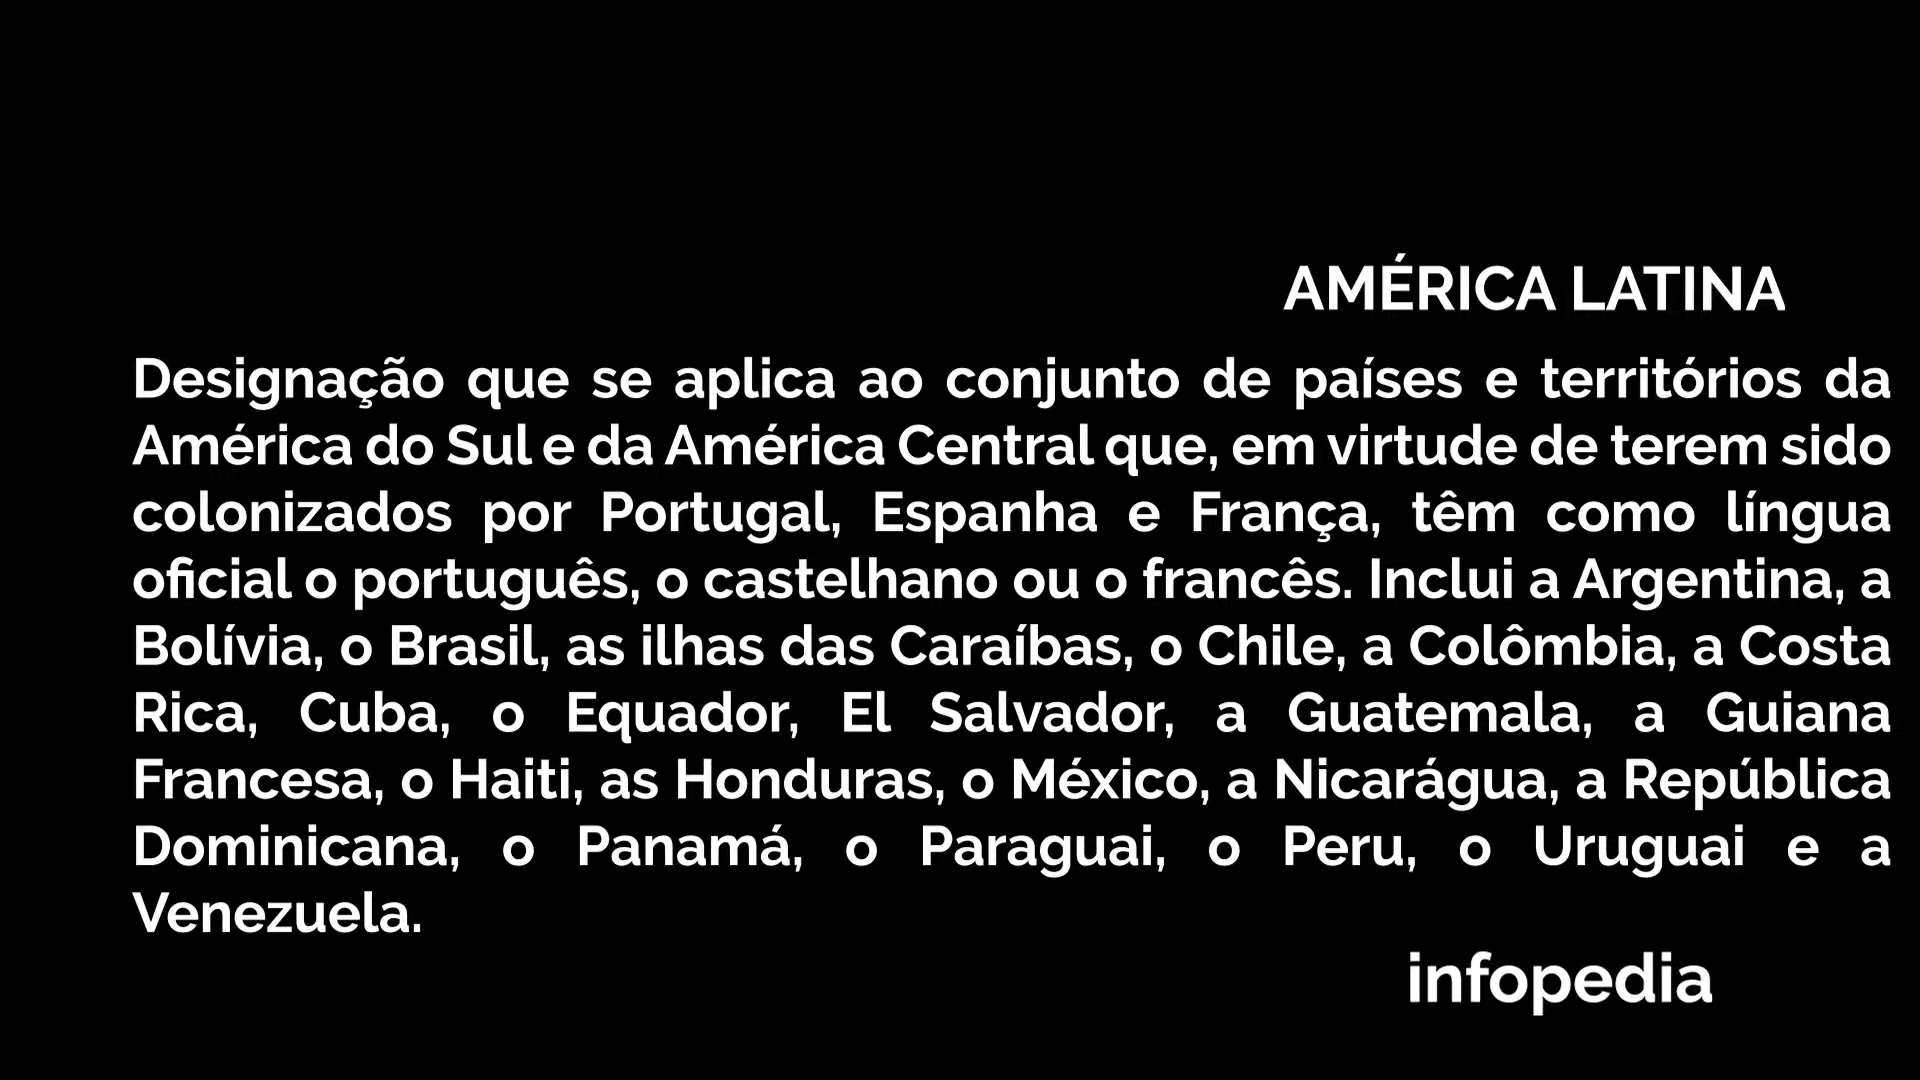 AMÉRICA LATINA
Designação que se aplica ao conjunto de países e territórios da
América do Sul e da América Central que, em virtude de terem sido
colonizados por Portugal, Espanha e França, têm como língua
oficial o português, o castelhano ou o francês. Inclui a Argentina, a
Bolívia, o Brasil, as ilhas das Caraíbas, o Chile, a Colômbia, a Costa
Rica, Cuba, o Equador, El Salvador, a Guatemala, a Guiana
Francesa, o Haiti, as Honduras, o México, a Nicarágua, a República
Dominicana, o Panamá, o Paraguai, o Peru, o Uruguai e a
Venezuela.
infopedia